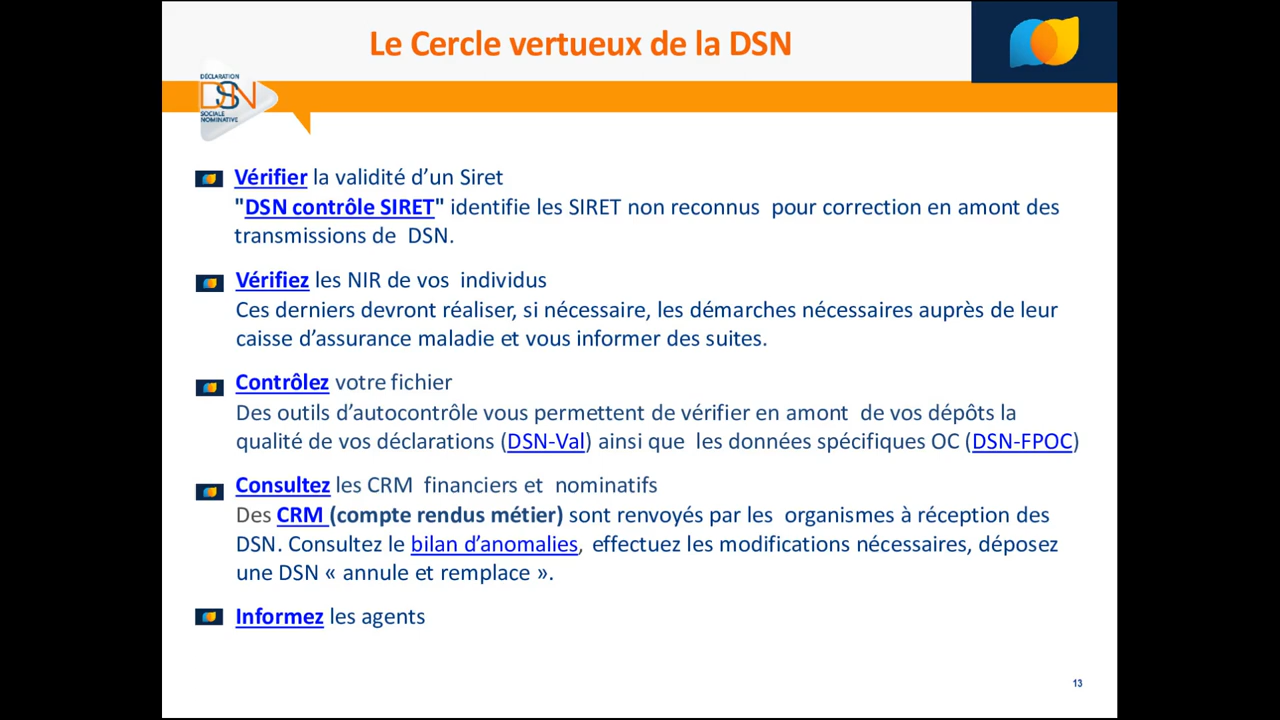 Le Cercle vertueux de la DSN
DÉCLARATION
DSN
SOCIALE
NOMINATIVE
Vérifier la validité d’un Siret
"DSN contrôle SIRET" identifie les SIRET non reconnus pour correction en amont des
transmissions de DSN.
Vérifiez les NIR de vos individus
Ces derniers devront réaliser, si nécessaire, les démarches nécessaires auprès de leur
caisse d’assurance maladie et vous informer des suites.
Contrôlez votre fichier
Des outils d’autocontrôle vous permettent de vérifier en amont de vos dépôts la
qualité de vos déclarations (DSN-Val) ainsi que les données spécifiques OC (DSN-FPOC)
Consultez les CRM financiers et nominatifs
Des CRM (compte rendus métier) sont renvoyés par les organismes à réception des
DSN. Consultez le bilan d’anomalies, effectuez les modifications nécessaires, déposez
une DSN « annule et remplace ».
Informez les agents
13